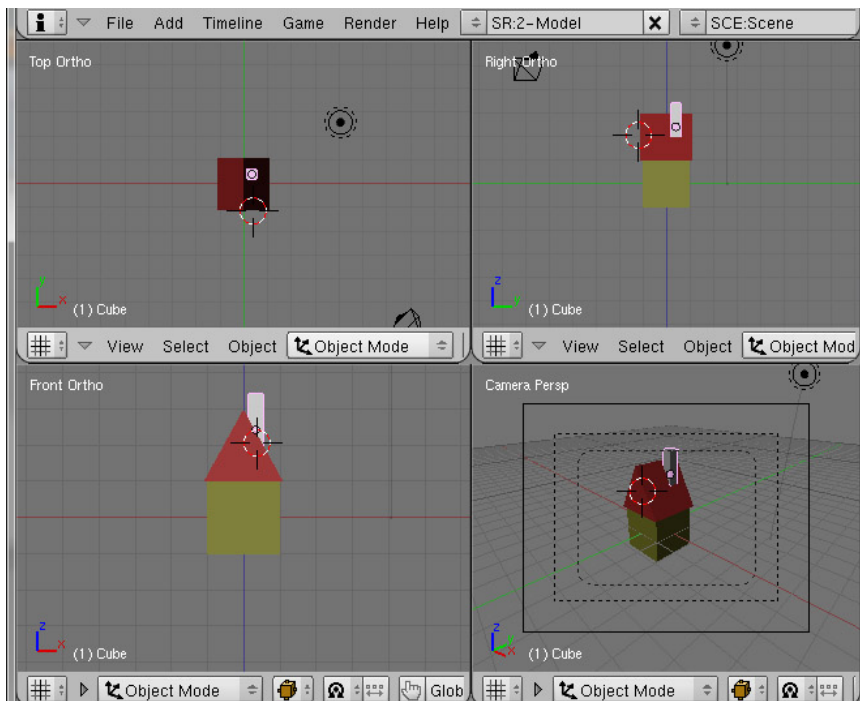 File Add Timeline Game Render Help SR:2-Model SCE:Scene
Top Ortho
Right Ortho
y
x
(1) Cube
z
y
(1) Cube
View Select Object Object Mode
View Select Object Object Mod
Front Ortho
Camera Persp
z
x
(1) Cube
z
y
x
(1) Cube
Object Mode Glob
Object Mode